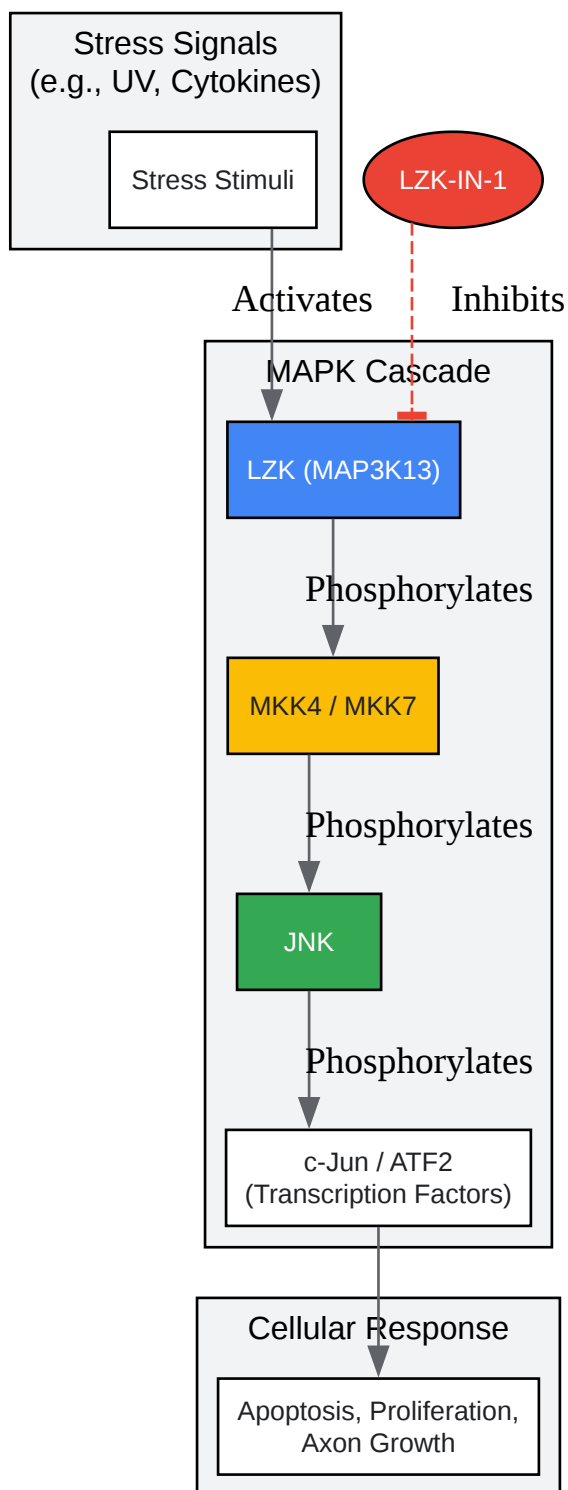 Stress Signals
(e.g., UV, Cytokines)
Stress Stimuli
LZK-IN-1
Activates
Inhibits
MAPK Cascade
LZK (MAP3K13)
Phosphorylates
MKK4 / MKK7
Phosphorylates
JNK
Phosphorylates
c-Jun / ATF2
(Transcription Factors)
Cellular Response
Apoptosis, Proliferation,
Axon Growth